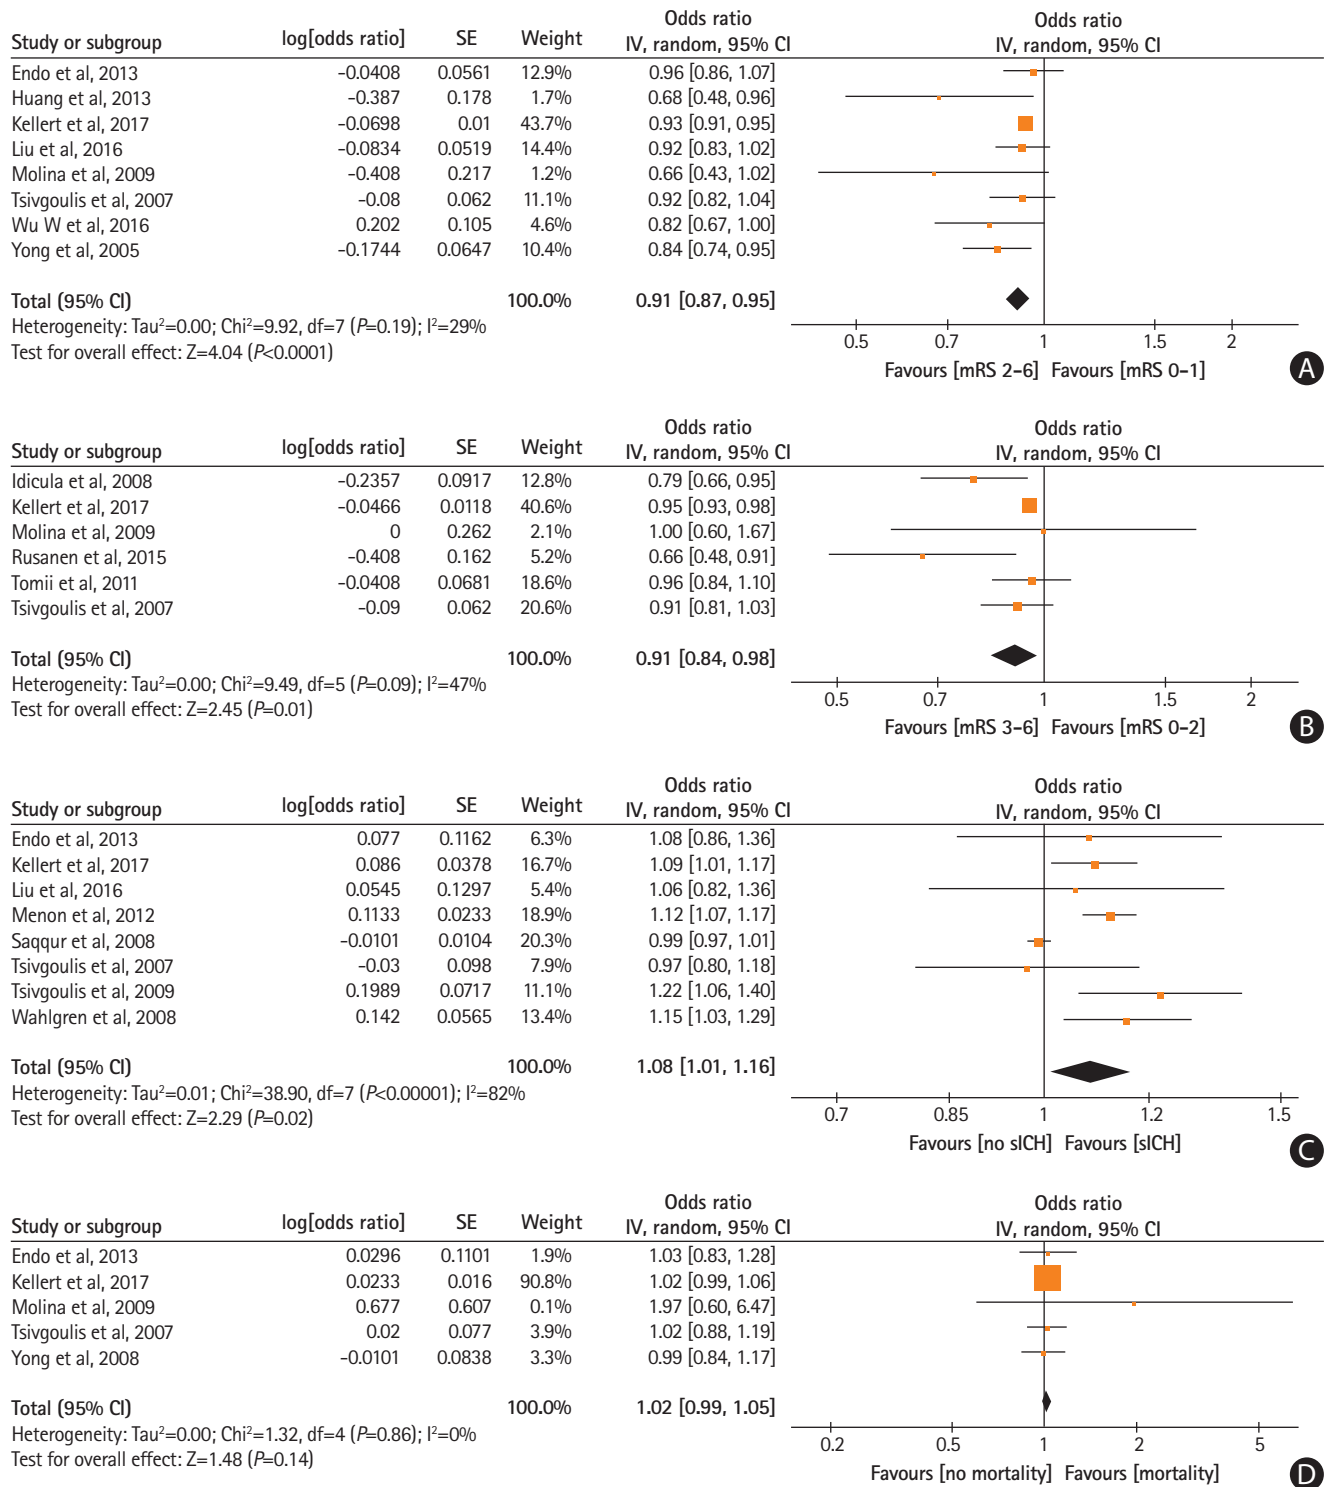 Odds ratio Odds ratio
Study or subgroup log[odds ratio] SE Weight IV, random, 95% CI IV, random, 95% CI
Endo et al, 2013 -0.0408 0.0561 12.9% 0.96 [0.86, 1.07]
Huang et al, 2013 -0.387 0.178 1.7% 0.68 [0.48, 0.96]
Kellert et al, 2017 -0.0698 0.01 43.7% 0.93 [0.91, 0.95]
Liu et al, 2016 -0.0834 0.0519 14.4% 0.92 [0.83, 1.02]
Molina et al, 2009 -0.408 0.217 1.2% 0.66 [0.43, 1.02]
Tsivgoulis et al, 2007 -0.08 0.062 11.1% 0.92 [0.82, 1.04]
Wu W et al, 2016 0.202 0.105 4.6% 0.82 [0.67, 1.00]
Yong et al, 2005 -0.1744 0.0647 10.4% 0.84 [0.74, 0.95]
Total (95% CI) 100.0% 0.91 [0.87, 0.95]
Heterogeneity: Tau²=0.00; Chi²=9.92, df=7 (P=0.19); I²=29%
Test for overall effect: Z=4.04 (P<0.0001)
0.5 0.7 1 1.5 2
Favours [mRS 2–6] Favours [mRS 0–1]
A
Odds ratio Odds ratio
Study or subgroup log[odds ratio] SE Weight IV, random, 95% CI IV, random, 95% CI
Idicula et al, 2008 -0.2357 0.0917 12.8% 0.79 [0.66, 0.95]
Kellert et al, 2017 -0.0466 0.0118 40.6% 0.95 [0.93, 0.98]
Molina et al, 2009 0 0.262 2.1% 1.00 [0.60, 1.67]
Rusanen et al, 2015 -0.408 0.162 5.2% 0.66 [0.48, 0.91]
Tomii et al, 2011 -0.0408 0.0681 18.6% 0.96 [0.84, 1.10]
Tsivgoulis et al, 2007 -0.09 0.062 20.6% 0.91 [0.81, 1.03]
Total (95% CI) 100.0% 0.91 [0.84, 0.98]
Heterogeneity: Tau²=0.00; Chi²=9.49, df=5 (P=0.09); I²=47%
Test for overall effect: Z=2.45 (P=0.01)
0.5 0.7 1 1.5 2
Favours [mRS 3–6] Favours [mRS 0–2]
B
Odds ratio Odds ratio
Study or subgroup log[odds ratio] SE Weight IV, random, 95% CI IV, random, 95% CI
Endo et al, 2013 0.077 0.1162 6.3% 1.08 [0.86, 1.36]
Kellert et al, 2017 0.086 0.0378 16.7% 1.09 [1.01, 1.17]
Liu et al, 2016 0.0545 0.1297 5.4% 1.06 [0.82, 1.36]
Menon et al, 2012 0.1133 0.0233 18.9% 1.12 [1.07, 1.17]
Saqqur et al, 2008 -0.0101 0.0104 20.3% 0.99 [0.97, 1.01]
Tsivgoulis et al, 2007 -0.03 0.098 7.9% 0.97 [0.80, 1.18]
Tsivgoulis et al, 2009 0.1989 0.0717 11.1% 1.22 [1.06, 1.40]
Wahlgren et al, 2008 0.142 0.0565 13.4% 1.15 [1.03, 1.29]
Total (95% CI) 100.0% 1.08 [1.01, 1.16]
Heterogeneity: Tau²=0.01; Chi²=38.90, df=7 (P<0.00001); I²=82%
Test for overall effect: Z=2.29 (P=0.02)
0.7 0.85 1 1.2 1.5
Favours [no sICH] Favours [sICH]
C
Odds ratio Odds ratio
Study or subgroup log[odds ratio] SE Weight IV, random, 95% CI IV, random, 95% CI
Endo et al, 2013 0.0296 0.1101 1.9% 1.03 [0.83, 1.28]
Kellert et al, 2017 0.0233 0.016 90.8% 1.02 [0.99, 1.06]
Molina et al, 2009 0.677 0.607 0.1% 1.97 [0.60, 6.47]
Tsivgoulis et al, 2007 0.02 0.077 3.9% 1.02 [0.88, 1.19]
Yong et al, 2008 -0.0101 0.0838 3.3% 0.99 [0.84, 1.17]
Total (95% CI) 100.0% 1.02 [0.99, 1.05]
Heterogeneity: Tau²=0.00; Chi²=1.32, df=4 (P=0.86); I²=0%
Test for overall effect: Z=1.48 (P=0.14)
0.2 0.5 1 2 5
Favours [no mortality] Favours [mortality]
D